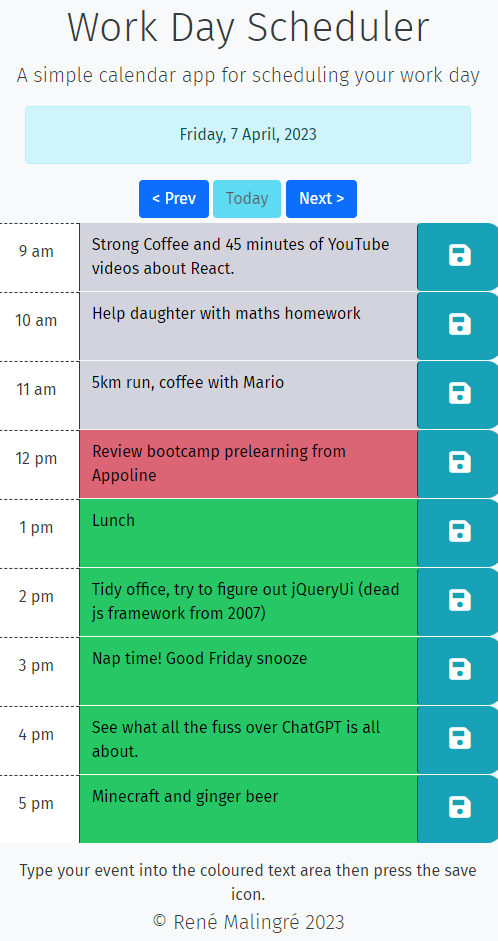 Work Day Scheduler
A simple calendar app for scheduling your work day
Friday, 7 April, 2023
< Prev
Today
Next >
9 am
Strong Coffee and 45 minutes of YouTube
videos about React.
10 am
Help daughter with maths homework
11 am
5km run, coffee with Mario
12 pm
Review bootcamp prelearning from
Appoline
1 pm
Lunch
2 pm
Tidy office, try to figure out jQueryUi (dead
js framework from 2007)
3 pm
Nap time! Good Friday snooze
4 pm
See what all the fuss over ChatGPT is all
about.
5 pm
Minecraft and ginger beer
Type your event into the coloured text area then press the save
icon.
© René Malingré 2023